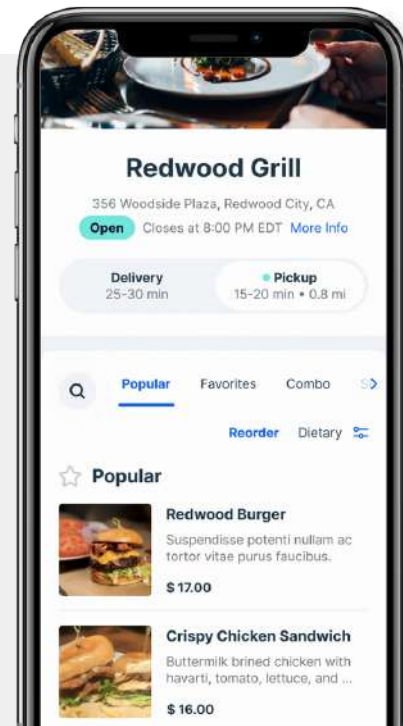 Redwood Grill
356 Woodside Plaza, Redwood City, CA
Open Closes at 8:00 PM EDT More Info
Delivery
25-30 min
Pickup
15-20 min • 0.8 mi
Popular Favorites Combo
Reorder Dietary
Popular
Redwood Burger
Suspendisse potenti nullam ac
tortor vitae purus faucibus.
$17.00
Crispy Chicken Sandwich
Buttermilk brined chicken with
havarti, tomato, lettuce, and ...
$16.00